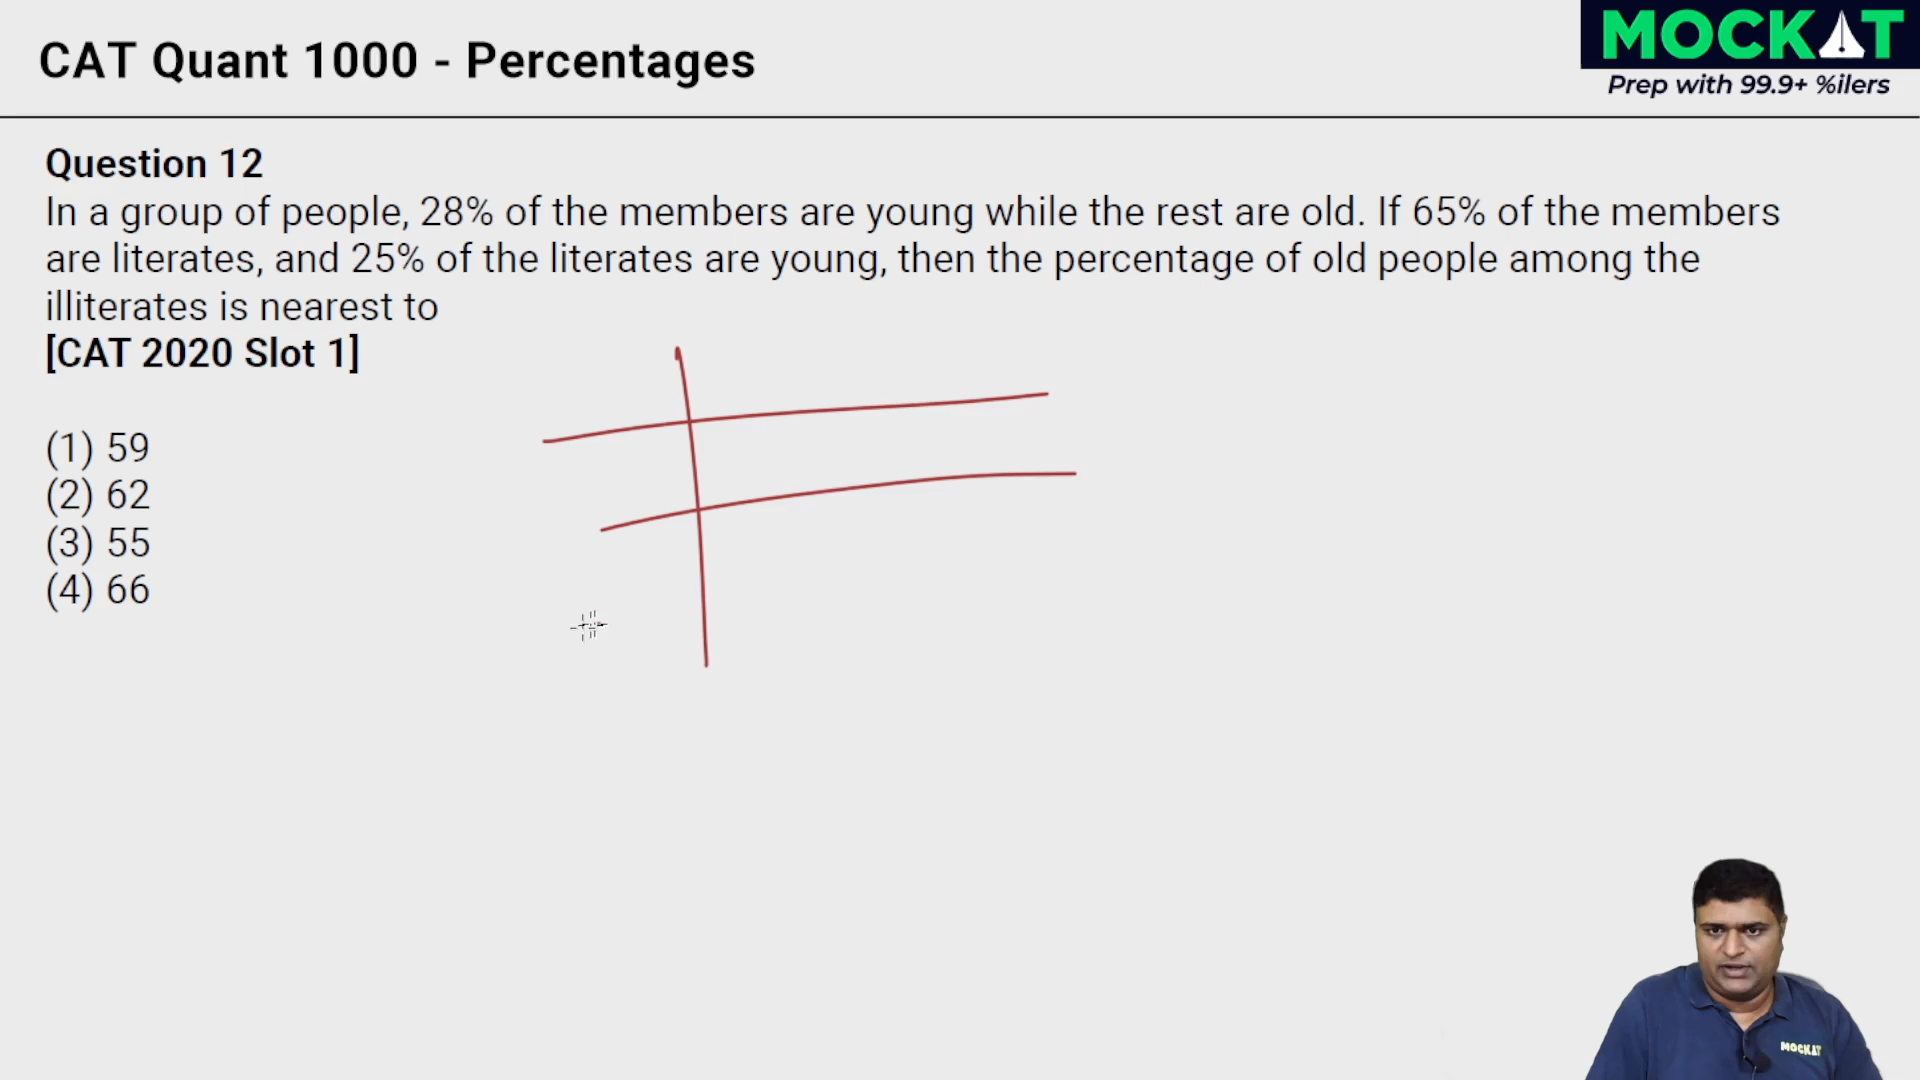 CAT Quant 1000 - Percentages
MOCKAT
Prep with 99.9+ %ilers
Question 12
In a group of people, 28% of the members are young while the rest are old. If 65% of the members
are literates, and 25% of the literates are young, then the percentage of old people among the
illiterates is nearest to
[CAT 2020 Slot 1]
(1) 59
(2) 62
(3) 55
(4) 66
MOCKAT